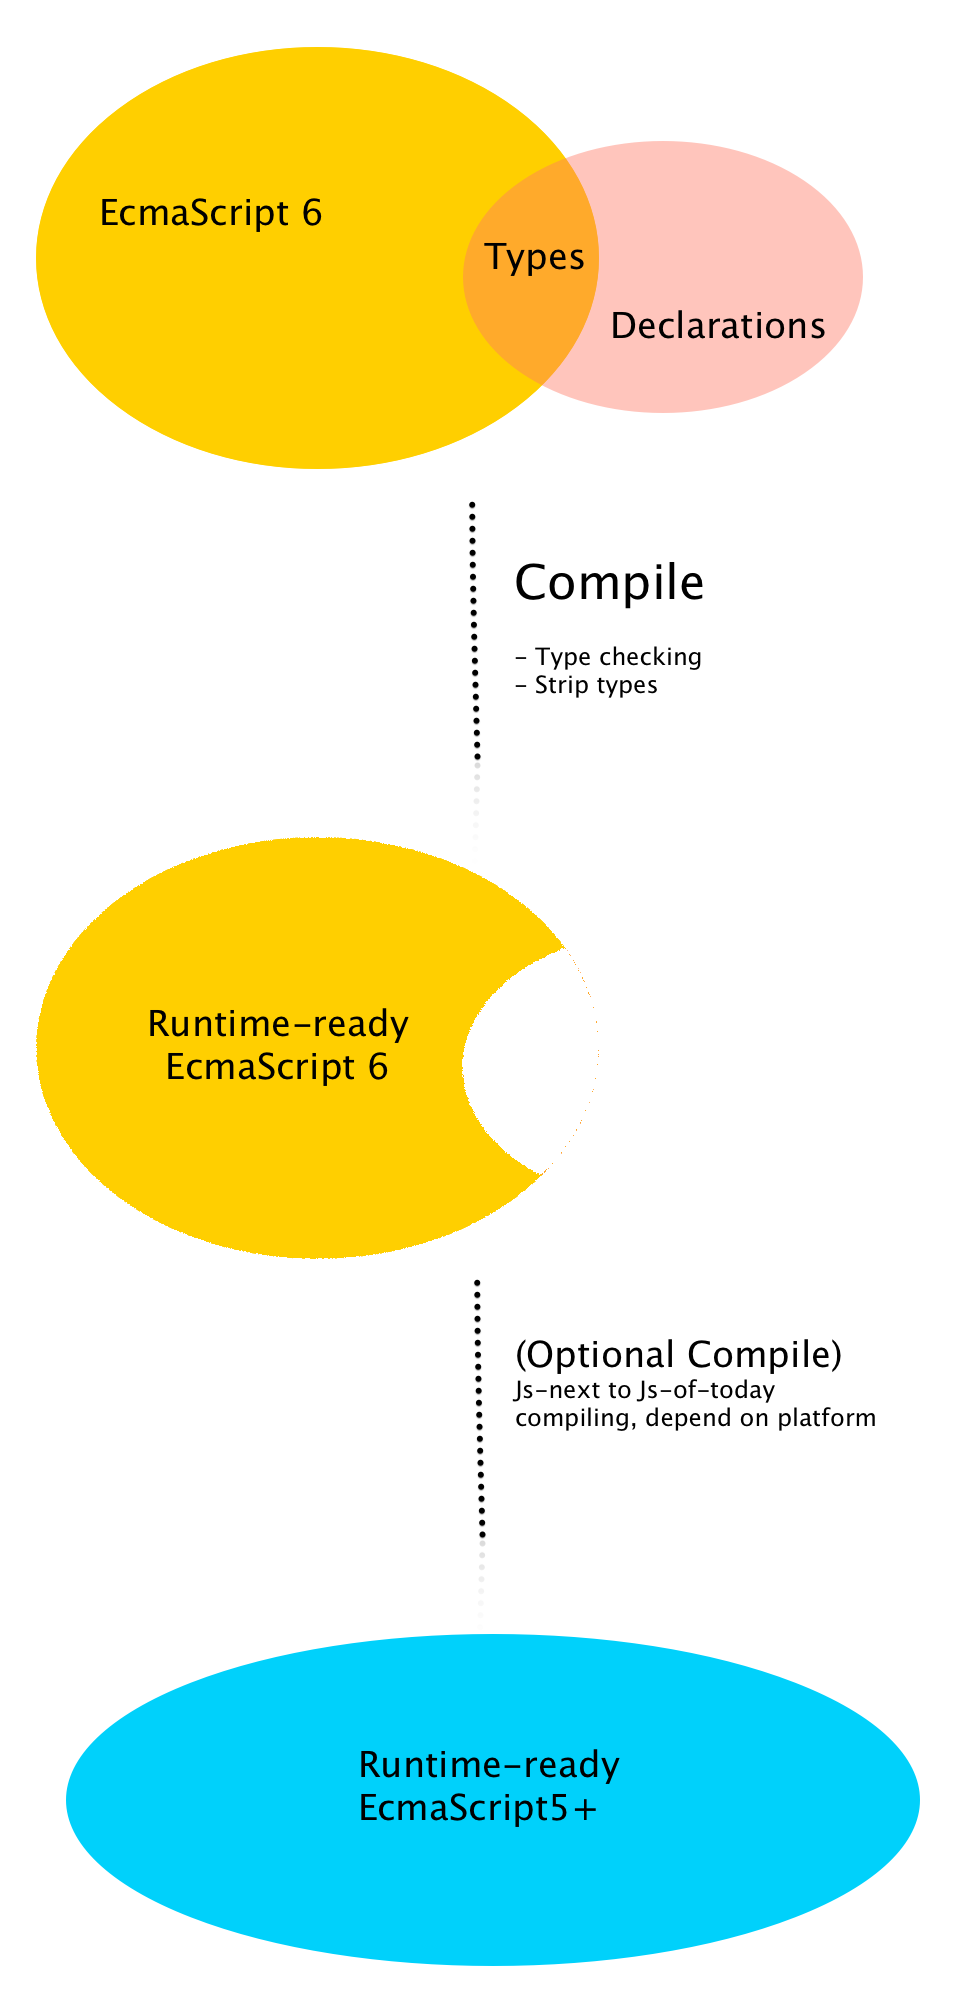 EcmaScript 6
Types
Declarations
Compile
- Type checking
- Strip types
Runtime-ready
EcmaScript 6
(Optional Compile)
Js-next to Js-of-today
compiling, depend on platform
Runtime-ready
EcmaScript5+